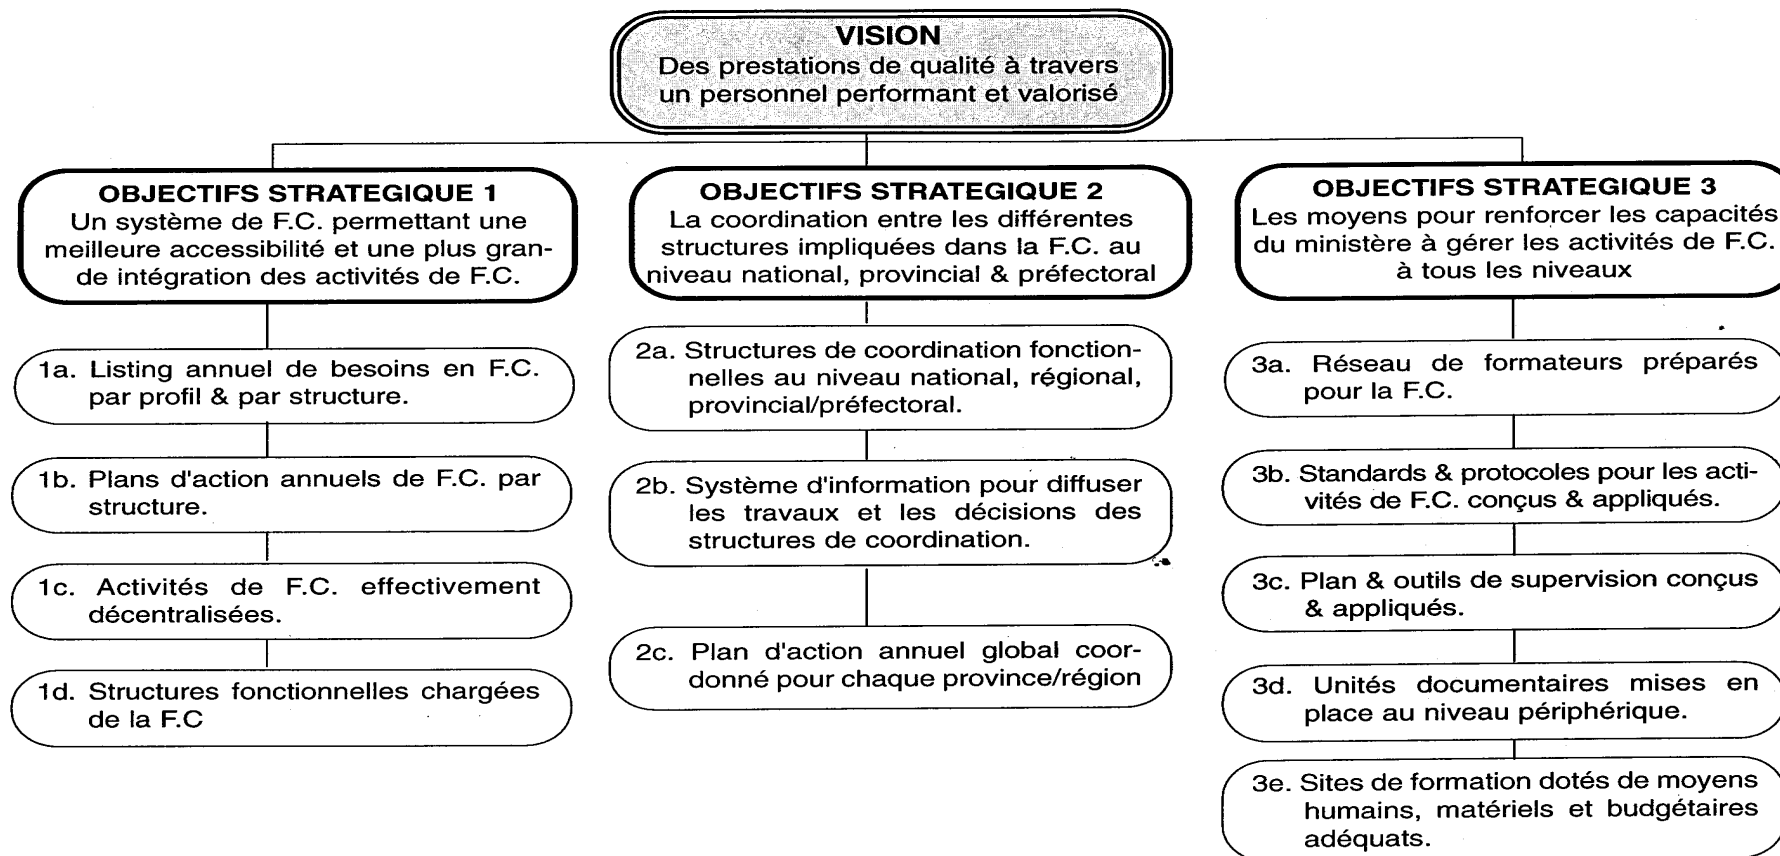 VISION
Des prestations de qualité à travers
un personnel performant et valorisé
OBJECTIFS STRATEGIQUE 1
Un système de F.C. permettant une
meilleure accessibilité et une plus gran-
de intégration des activités de F.C.
1a. Listing annuel de besoins en F.C.
par profil & par structure.
1b. Plans d'action annuels de F.C. par
structure.
1c. Activités de F.C. effectivement
décentralisées.
1d. Structures fonctionnelles chargées
de la F.C
OBJECTIFS STRATEGIQUE 2
La coordination entre les différentes
structures impliquées dans la F.C. au
niveau national, provincial & préfectoral
2a. Structures de coordination fonction-
nelles au niveau national, régional,
provincial/préfectoral.
2b. Système d'information pour diffuser
les travaux et les décisions des
structures de coordination.
2c. Plan d'action annuel global coor-
donné pour chaque province/région
OBJECTIFS STRATEGIQUE 3
Les moyens pour renforcer les capacités
du ministère à gérer les activités de F.C.
à tous les niveaux
3a. Réseau de formateurs préparés
pour la F.C.
3b. Standards & protocoles pour les acti-
vités de F.C. conçus & appliqués.
3c. Plan & outils de supervision conçus
& appliqués.
3d. Unités documentaires mises en
place au niveau périphérique.
3e. Sites de formation dotés de moyens
humains, matériels et budgétaires
adéquats.